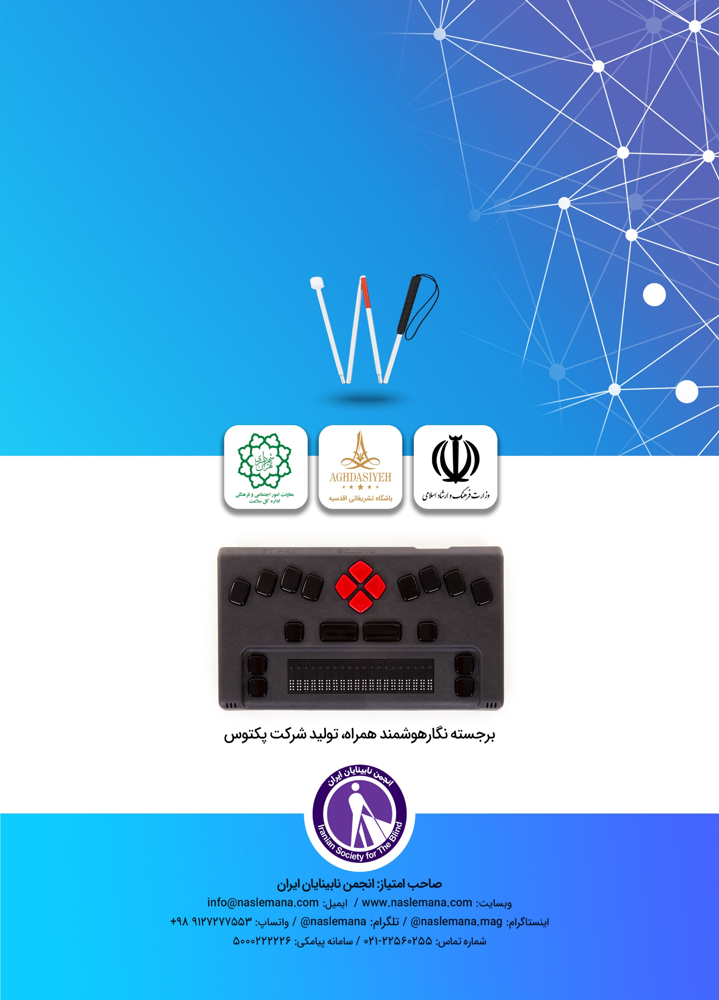 وزارت فرهنگ و ارشاد اسلامی
AGHDASIYEH
باشگاه تشریفاتی اقدسیه
شهرداری تهران
معاونت امور اجتماعی و فرهنگی
اداره کل سلامت
PACTOS
برجسته نگارهوشمند همراه، تولید شرکت پکتوس
انجمن نابینایان ایران
Iranian Society for The Blind
صاحب امتیاز: انجمن نابینایان ایران
وبسایت: www.naslemana.com / ایمیل: info@naslemana.com
اینستاگرام: @naslemana.mag / تلگرام: @naslemana / واتساپ: ۹۱۲۷۲۷۷۵۵۳ ۹۸+
شماره تماس: ۲۲۵۶۰۲۵۵-۰۲۱ / سامانه پیامکی: ۵۰۰۰۲۲۲۲۲۶